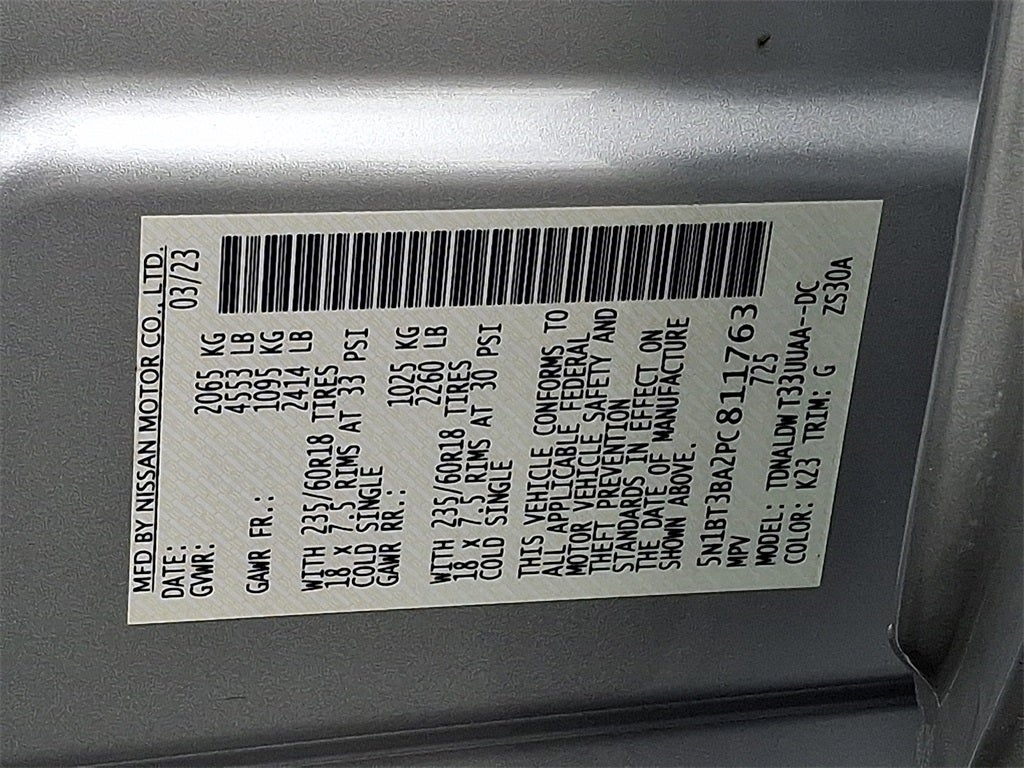 MFD BY NISSAN MOTOR CO., LTD.
DATE: 03/23
GVWR: 2065 KG
4553 LB
GAWR FR.: 1095 KG
2414 LB
WITH 235/60R18 TIRES
18 X 7.5 RIMS AT 33 PSI
COLD SINGLE
GAWR RR.: 1025 KG
2260 LB
WITH 235/60R18 TIRES
18 X 7.5 RIMS AT 30 PSI
COLD SINGLE
THIS VEHICLE CONFORMS TO
ALL APPLICABLE FEDERAL
MOTOR VEHICLE SAFETY AND
THEFT PREVENTION
STANDARDS IN EFFECT ON
THE DATE OF MANUFACTURE
SHOWN ABOVE.
5N1BT3BA2PC811763
MPV 725
MODEL: TDNALDW T33UUAA--DC
COLOR: K23 TRIM: G ZS30A